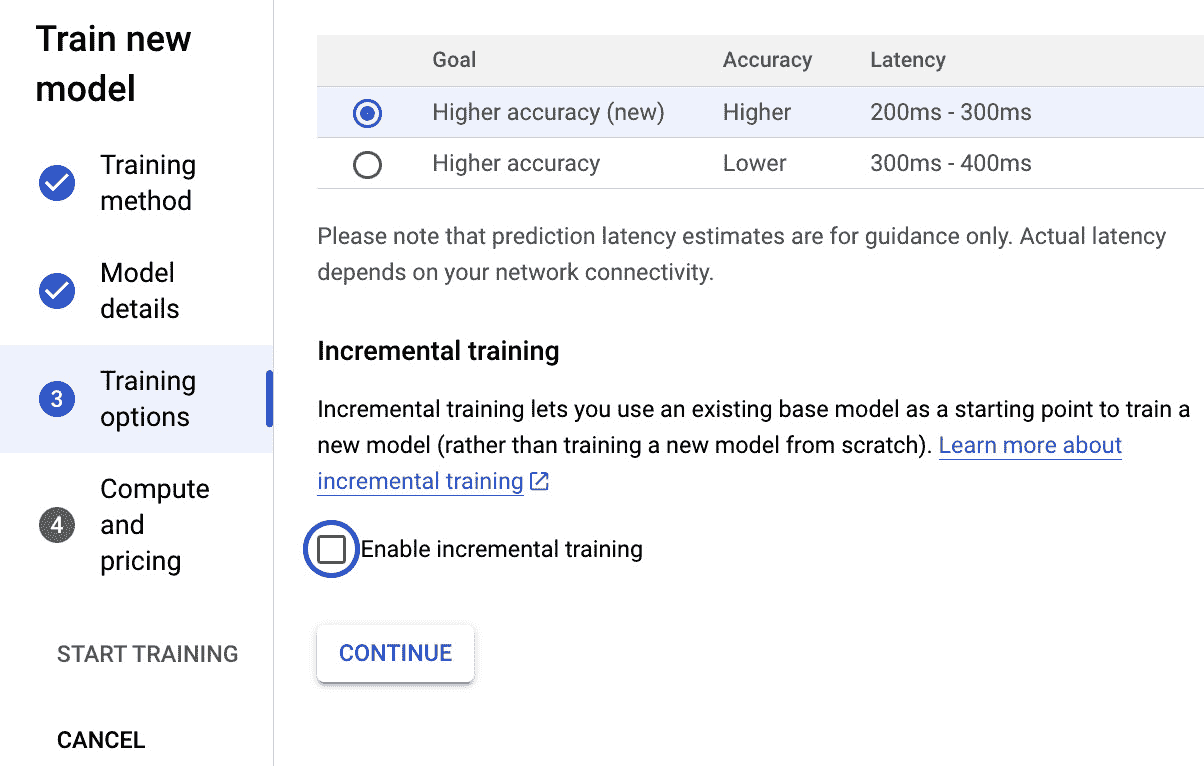 Train new
model
Training
method
Model
details
3
Training
options
4
Compute
and
pricing
START TRAINING
CANCEL
Goal Accuracy Latency
Higher accuracy (new) Higher 200ms - 300ms
Higher accuracy Lower 300ms - 400ms
Please note that prediction latency estimates are for guidance only. Actual latency
depends on your network connectivity.
Incremental training
Incremental training lets you use an existing base model as a starting point to train a
new model (rather than training a new model from scratch). Learn more about
incremental training
Enable incremental training
CONTINUE